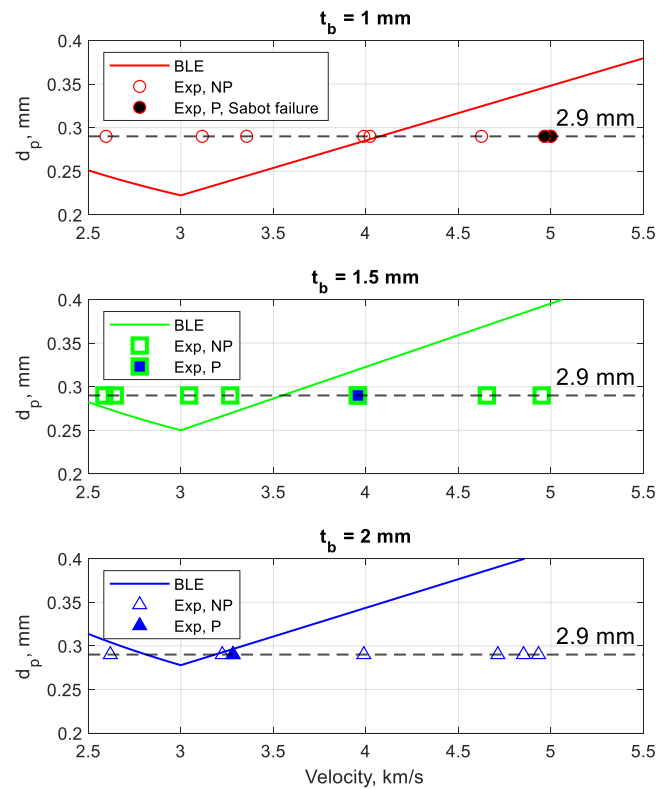 t_b = 1 mm
0.4
BLE
0.35
Exp, NP
Exp, P, Sabot failure
2.9 mm
d_p, mm
0.3
0.25
0.2
2.5 3 3.5 4 4.5 5 5.5
t_b = 1.5 mm
0.4
BLE
0.35
Exp, NP
Exp, P
2.9 mm
d_p, mm
0.3
0.25
0.2
2.5 3 3.5 4 4.5 5 5.5
t_b = 2 mm
0.4
BLE
0.35
Exp, NP
Exp, P
2.9 mm
d_p, mm
0.3
0.25
0.2
2.5 3 3.5 4 4.5 5 5.5
Velocity, km/s